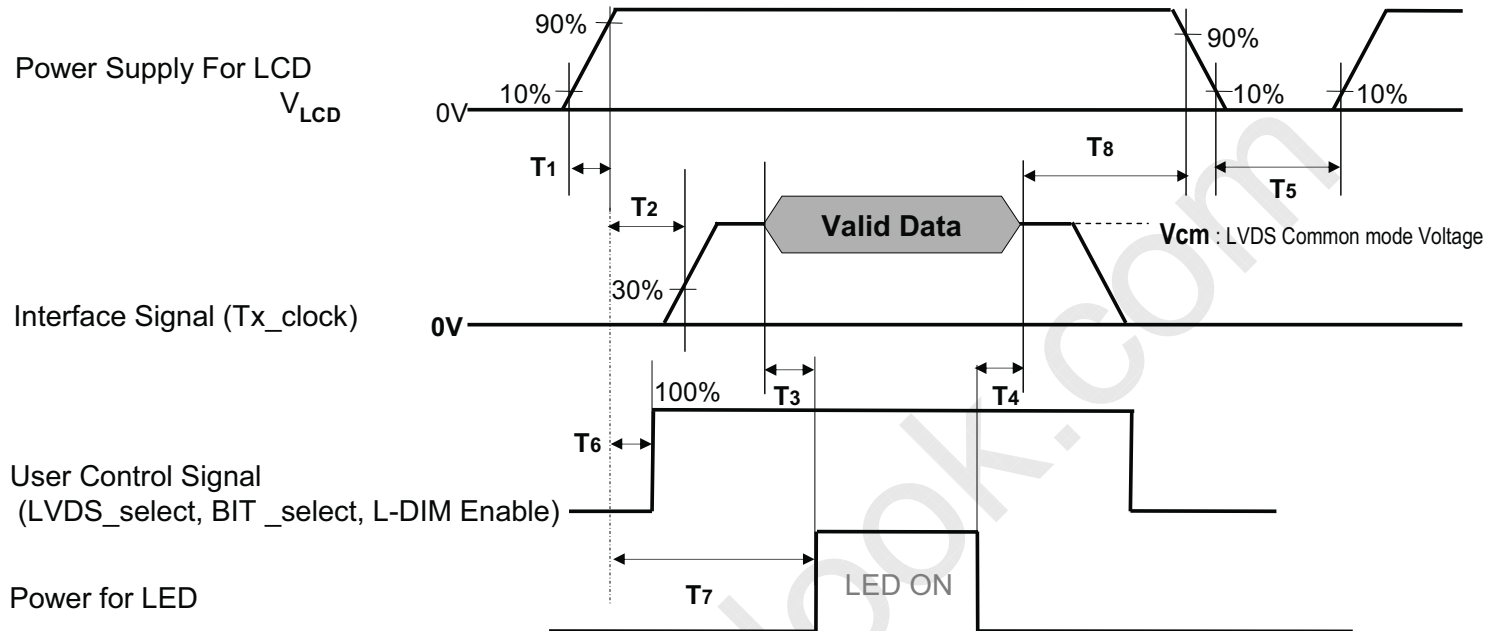 90%
90%
Power Supply For LCD
VLCD
10%
10%
10%
0V
T1
T8
T5
T2
Valid Data
Vcm : LVDS Common mode Voltage
30%
Interface Signal (Tx_clock)
0V
T3
T4
100%
T6
User Control Signal
(LVDS_select, BIT _select, L-DIM Enable)
LED ON
T7
Power for LED
look.com